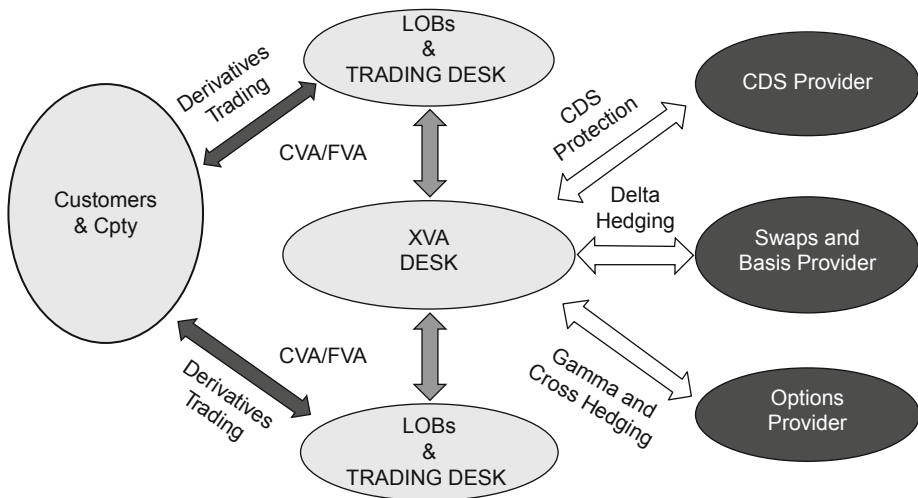 LOBs
&
TRADING DESK
Derivatives
Trading
CVA/FVA
CDS
Protection
CDS Provider
Customers
& Cpty
XVA
DESK
Delta
Hedging
Swaps and
Basis Provider
CVA/FVA
Derivatives
Trading
Gamma and
Cross Hedging
Options
Provider
LOBs
&
TRADING DESK